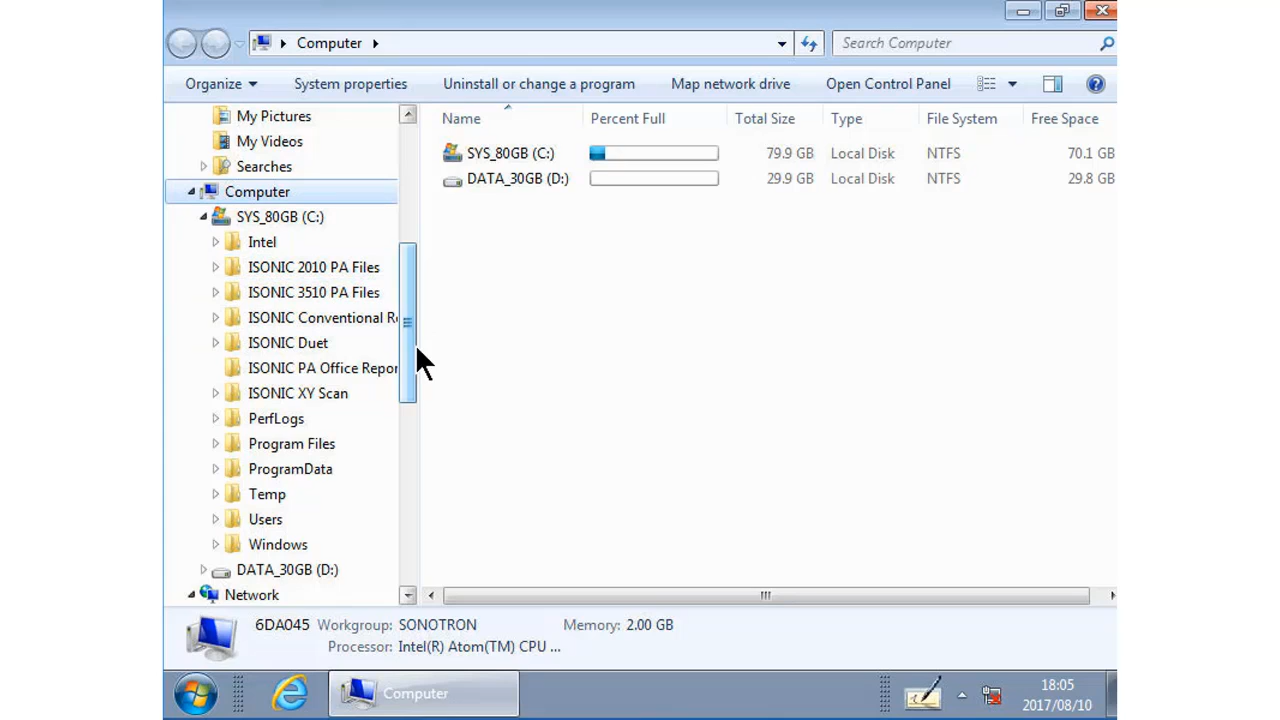 Computer
Search Computer
Organize
System properties
Uninstall or change a program
Map network drive
Open Control Panel
My Pictures
My Videos
Searches
Computer
SYS_80GB (C:)
Intel
ISONIC 2010 PA Files
ISONIC 3510 PA Files
ISONIC Conventional Re
ISONIC Duet
ISONIC PA Office Repor
ISONIC XY Scan
PerfLogs
Program Files
ProgramData
Temp
Users
Windows
DATA_30GB (D:)
Network
Name Percent Full Total Size Type File System Free Space
SYS_80GB (C:) 79.9 GB Local Disk NTFS 70.1 GB
DATA_30GB (D:) 29.9 GB Local Disk NTFS 29.8 GB
6DA045 Workgroup: SONOTRON Memory: 2.00 GB
Processor: Intel(R) Atom(TM) CPU ...
Computer
18:05
2017/08/10